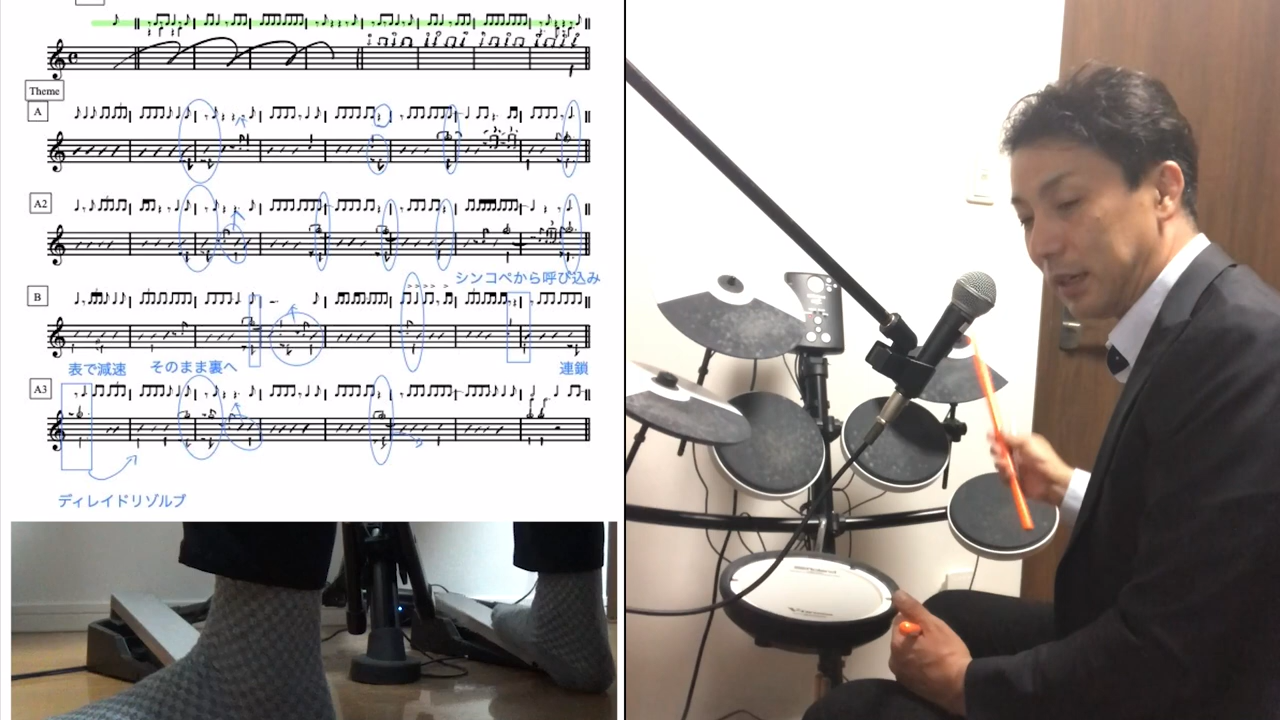 Theme
A
A2
シンコペから呼び込み
B
表で減速 そのまま裏へ 連鎖
A3
ディレイドリゾルブ
Roland